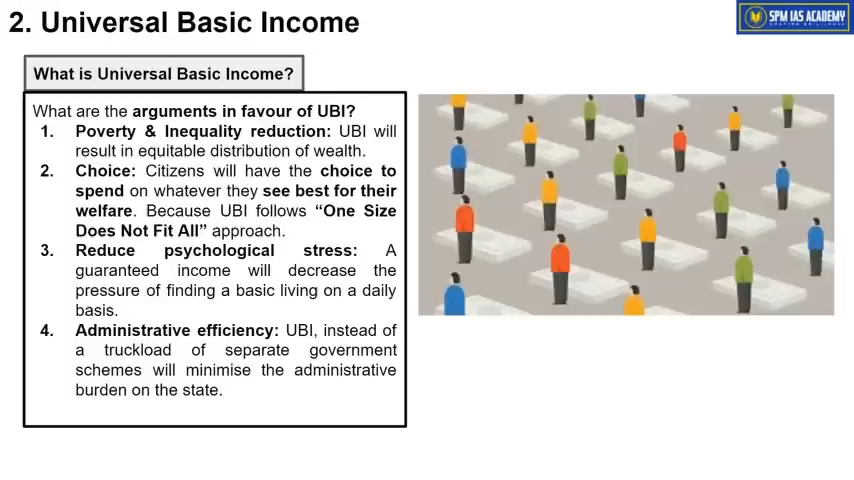 2. Universal Basic Income
SPM IAS ACADEMY
What is Universal Basic Income?
What are the arguments in favour of UBI?
1. Poverty & Inequality reduction: UBI will
result in equitable distribution of wealth.
2. Choice: Citizens will have the choice to
spend on whatever they see best for their
welfare. Because UBI follows “One Size
Does Not Fit All” approach.
3. Reduce psychological stress: A
guaranteed income will decrease the
pressure of finding a basic living on a daily
basis.
4. Administrative efficiency: UBI, instead of
a truckload of separate government
schemes will minimise the administrative
burden on the state.